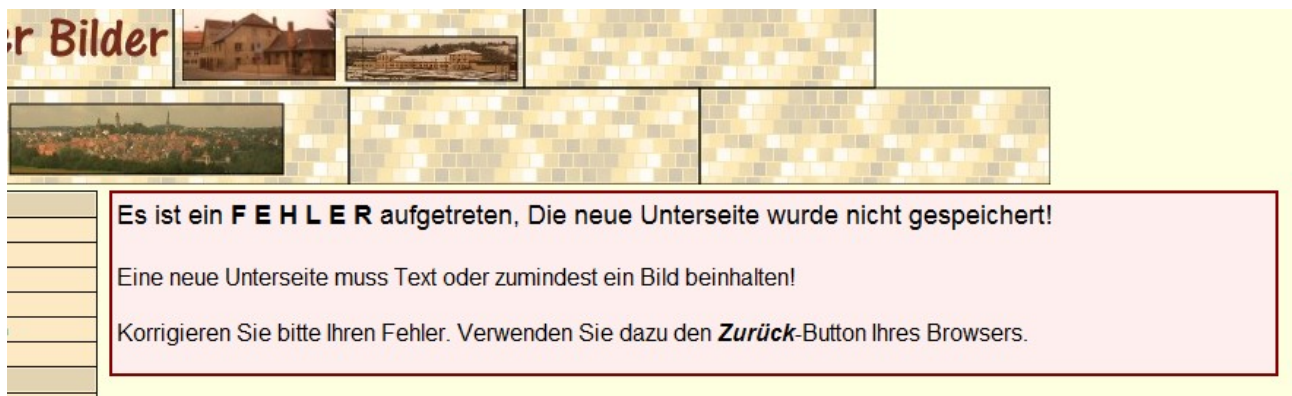 er Bilder
Es ist ein F E H L E R aufgetreten, Die neue Unterseite wurde nicht gespeichert!
Eine neue Unterseite muss Text oder zumindest ein Bild beinhalten!
Korrigieren Sie bitte Ihren Fehler. Verwenden Sie dazu den Zurück-Button Ihres Browsers.